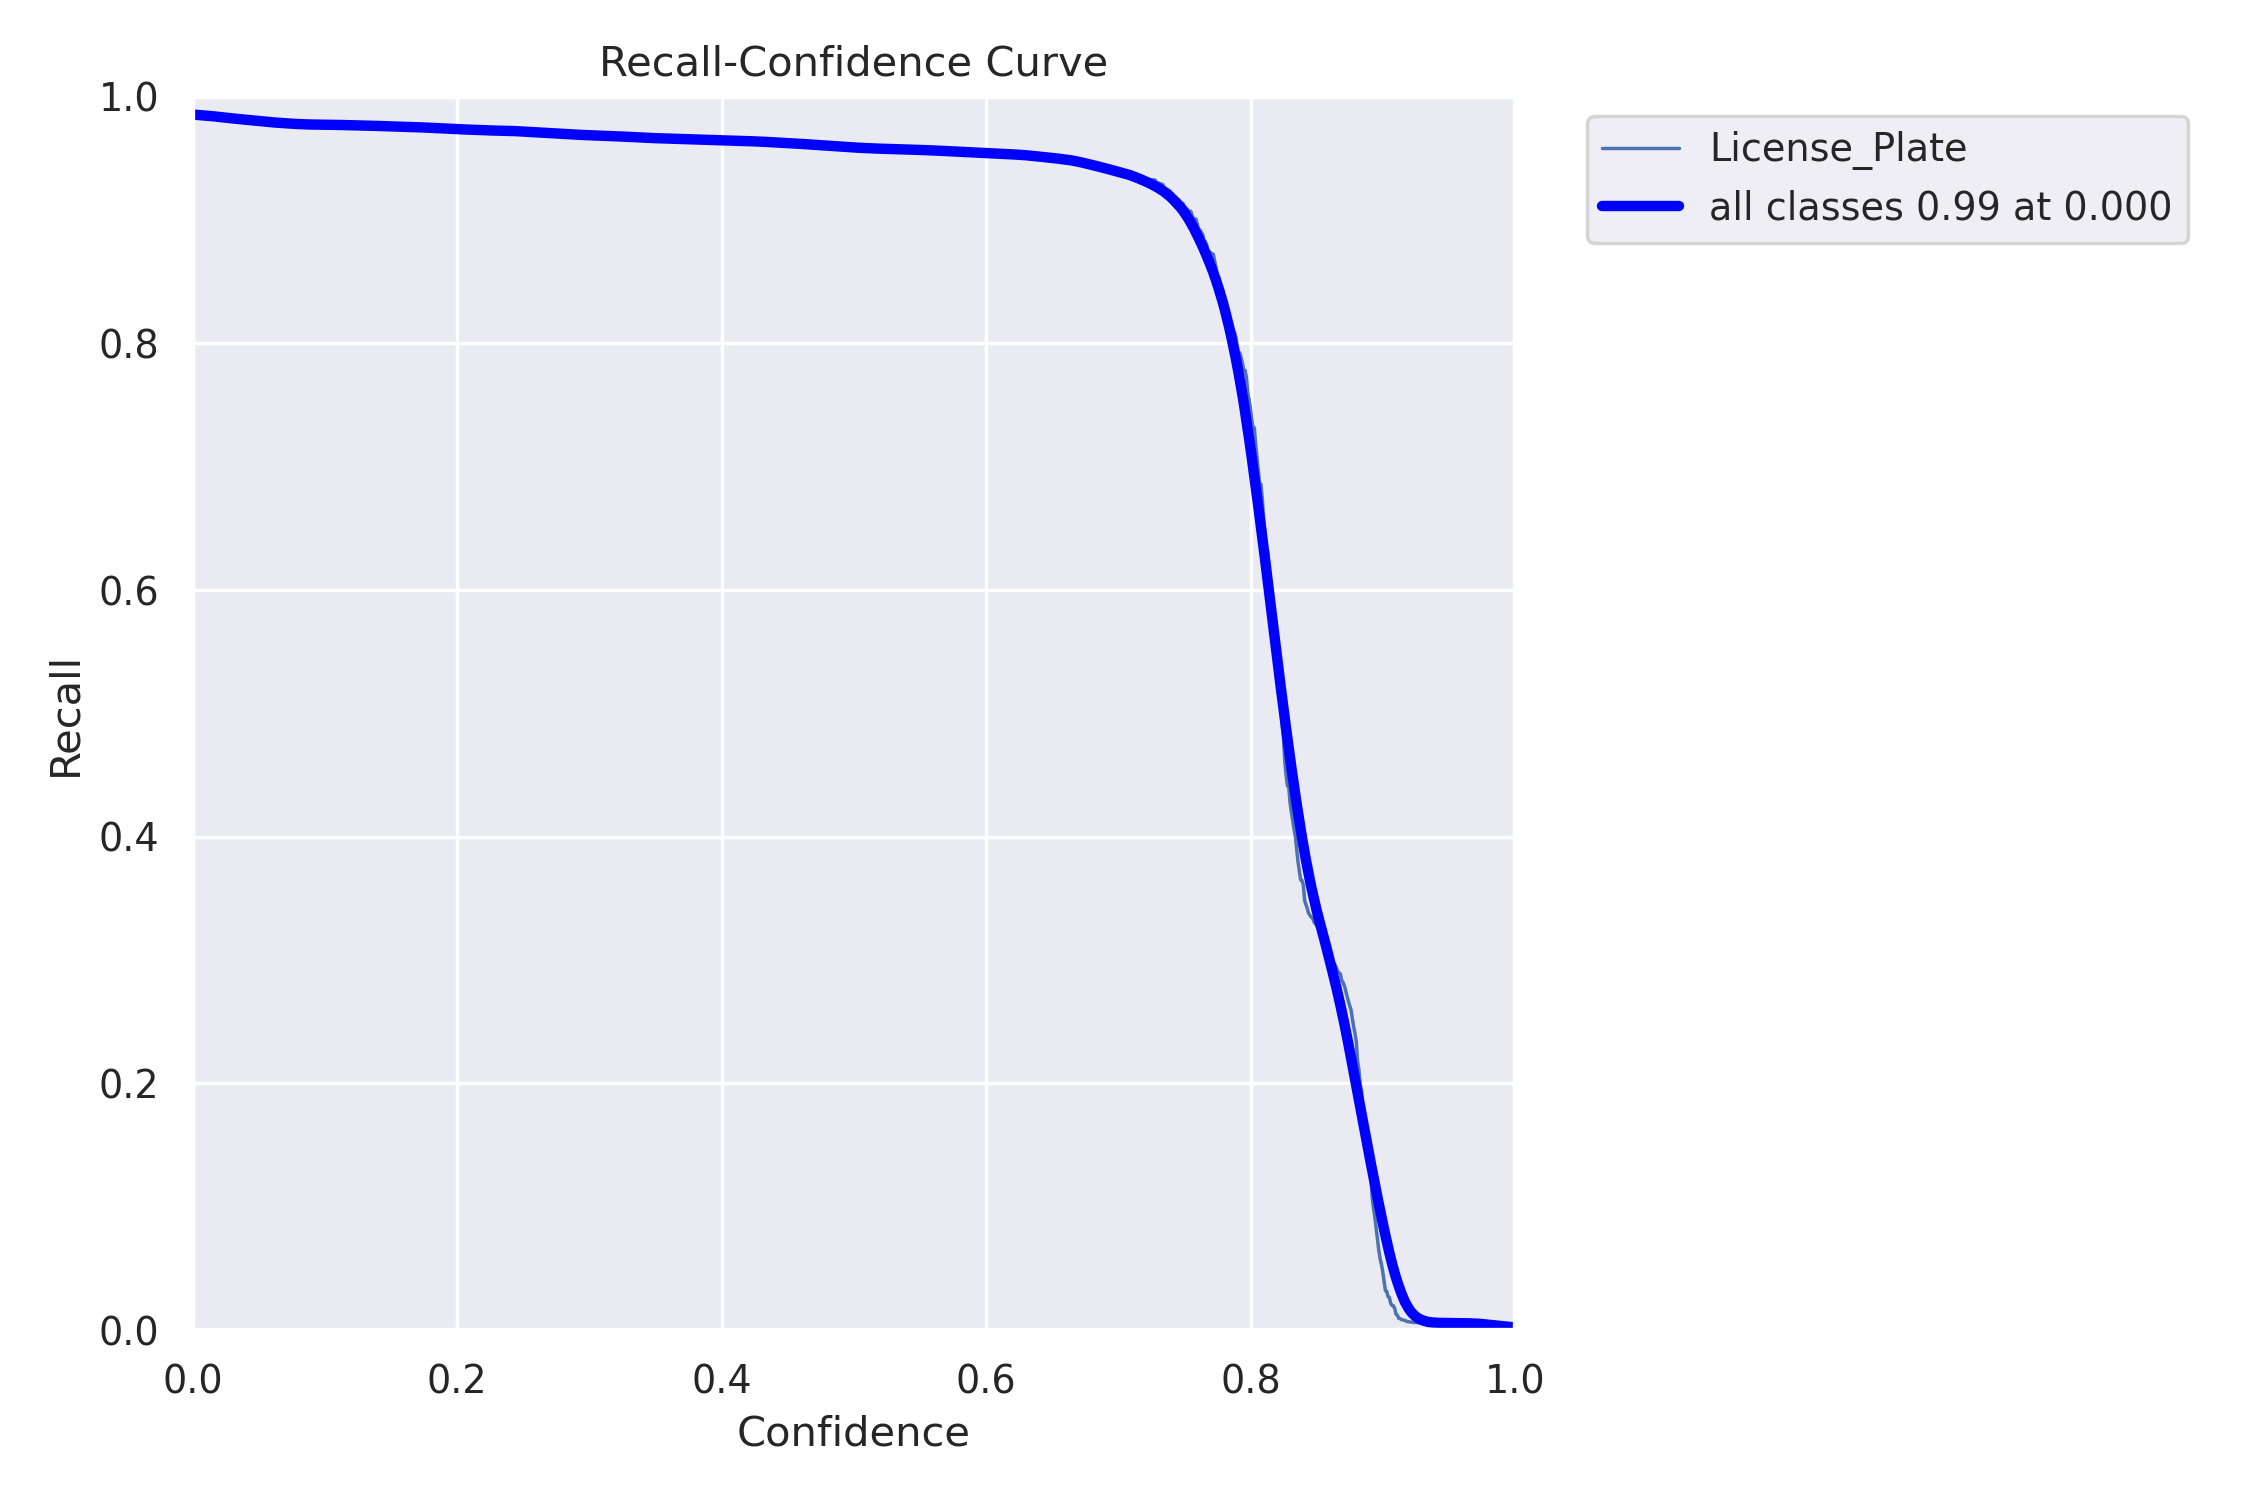 Recall-Confidence Curve
1.0
0.8
0.6
0.4
0.2
0.0
Recall
0.0 0.2 0.4 0.6 0.8 1.0
Confidence
License_Plate
all classes 0.99 at 0.000